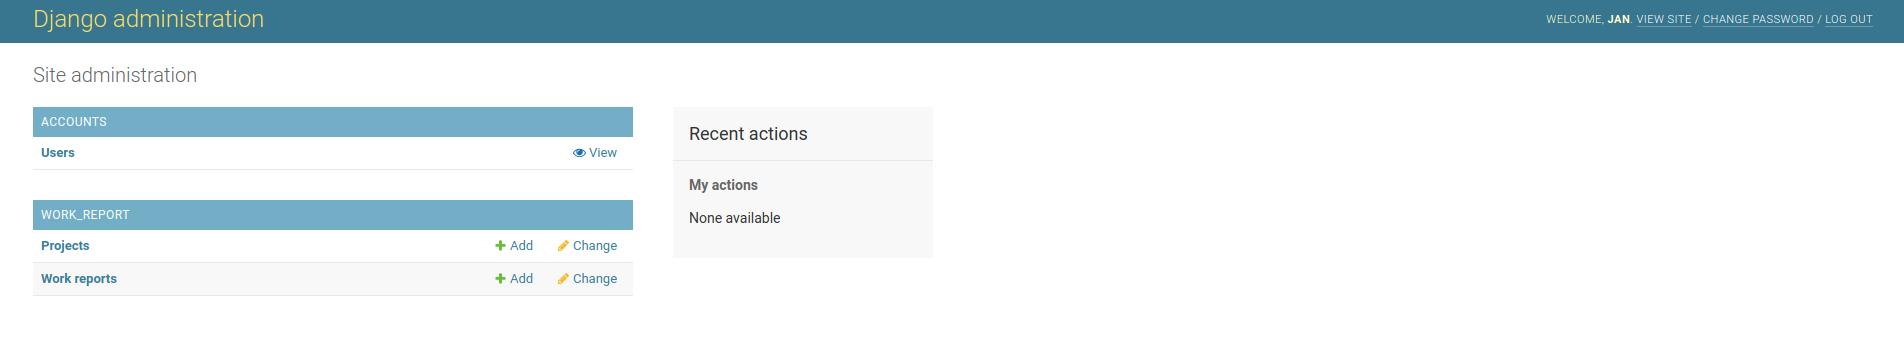 Django administration
WELCOME, JAN. VIEW SITE / CHANGE PASSWORD / LOG OUT
Site administration
ACCOUNTS
Users View
WORK_REPORT
Projects Add Change
Work reports Add Change
Recent actions
My actions
None available